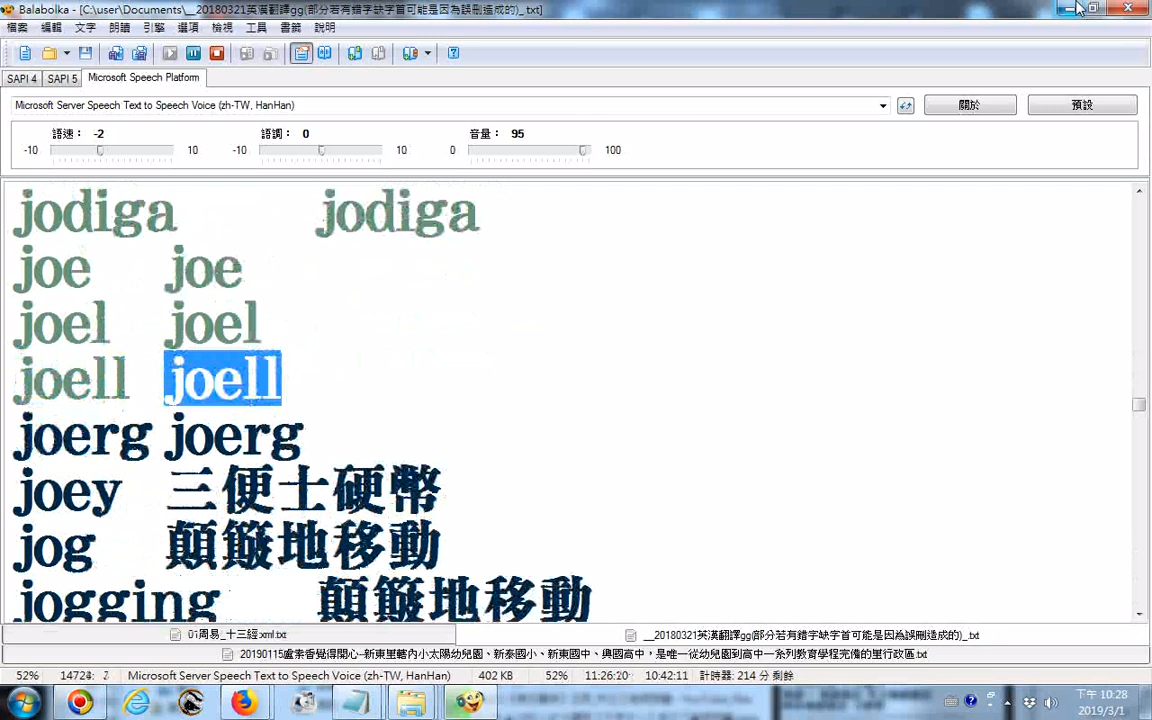 Balabolka - [C:\user\Documents\__20180321英漢翻譯gg(部分若有錯字缺字首可能是因為誤刪造成的)_.txt]
檔案 編輯 文字 朗讀 引擎 選項 檢視 工具 書籤 說明
SAPI 4 SAPI 5 Microsoft Speech Platform
Microsoft Server Speech Text to Speech Voice (zh-TW, HanHan) 關於 預設
語速： -2 語調： 0 音量： 95
-10 10 -10 10 0 100
jodiga jodiga
joe joe
joel joel
joell joell
joerg joerg
joey 三便士硬幣
jog 顛簸地移動
jogging 顛簸地移動
01周易_十三經.xml.txt __20180321英漢翻譯gg(部分若有錯字缺字首可能是因為誤刪造成的)_.txt
20190115盧素香覺得開心--新東里轄內小太陽幼兒園、新泰國小、新東國中、興國高中，是唯一從幼兒園到高中一系列教育學程完備的里行政區.txt
52% Microsoft Server Speech Text to Speech Voice (zh-TW, HanHan) 402 KB 52% 11:26:20 10:42:11 計時器: 214 分 剩餘
下午 10:28
2019/3/1